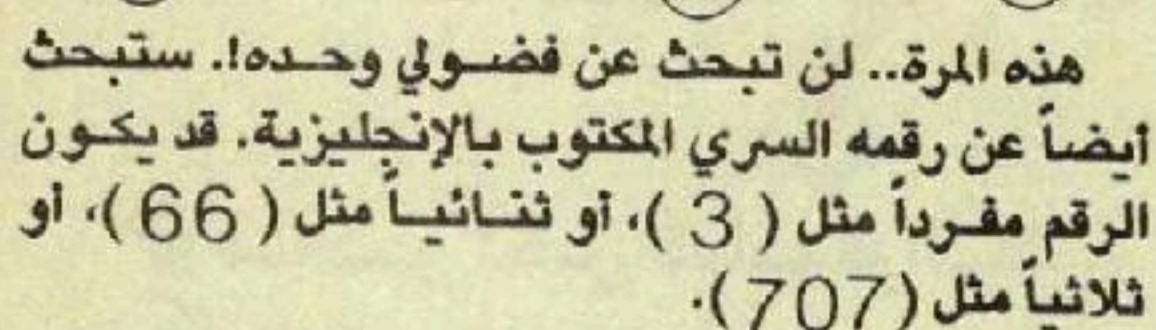 هذه المرة.. لن تبحث عن فضولي وحده!. ستبحث
أيضاً عن رقمه السري المكتوب بالإنجليزية. قد يكون
الرقم مفرداً مثل ( 3 )، أو ثنائياً مثل ( 66 )، أو
ثلاثياً مثل (707).